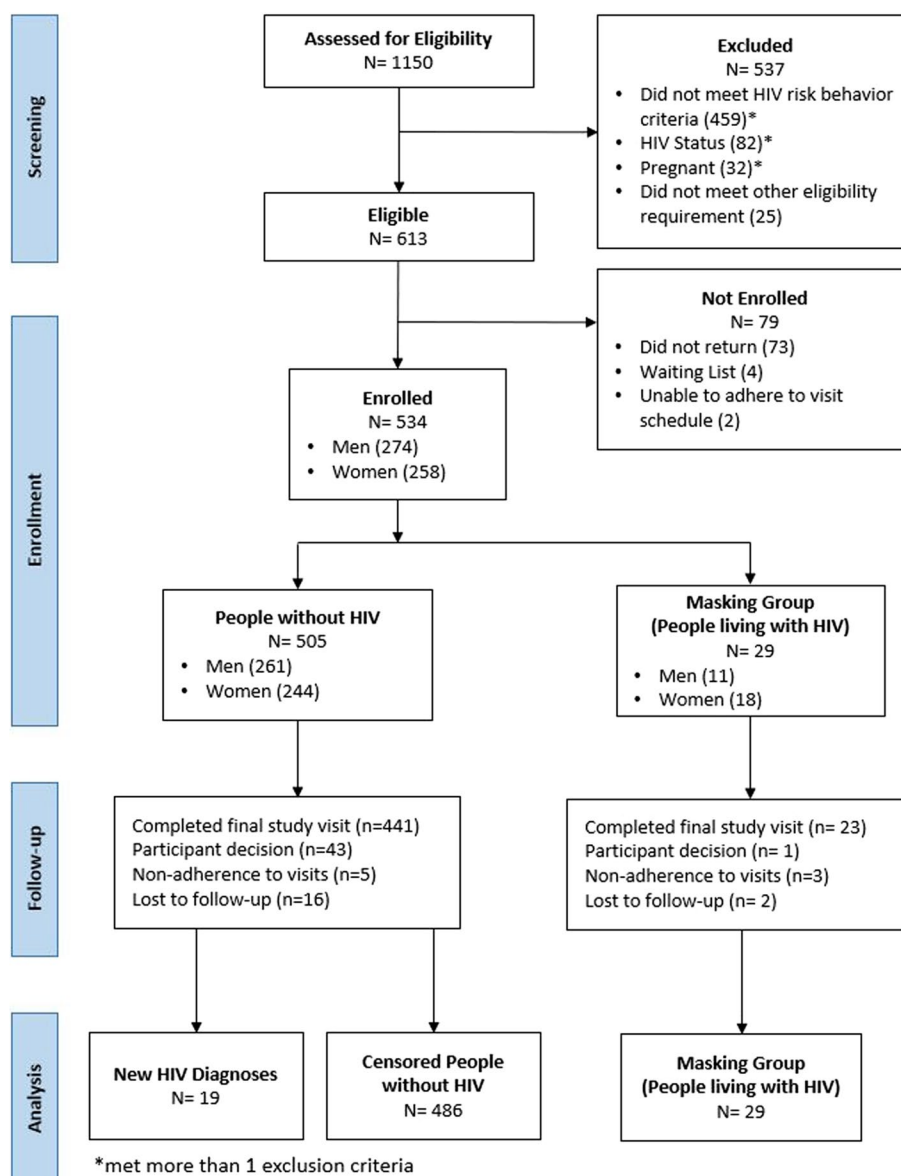 Screening
Assessed for Eligibility
N= 1150
Excluded
N= 537
• Did not meet HIV risk behavior
criteria (459)*
• HIV Status (82)*
• Pregnant (32)*
• Did not meet other eligibility
requirement (25)
Eligible
N= 613
Enrollment
Not Enrolled
N= 79
• Did not return (73)
• Waiting List (4)
• Unable to adhere to visit
schedule (2)
Enrolled
N= 534
• Men (274)
• Women (258)
People without HIV
N= 505
• Men (261)
• Women (244)
Masking Group
(People living with HIV)
N= 29
• Men (11)
• Women (18)
Follow-up
Completed final study visit (n=441)
Participant decision (n=43)
Non-adherence to visits (n=5)
Lost to follow-up (n=16)
Completed final study visit (n= 23)
Participant decision (n= 1)
Non-adherence to visits (n=3)
Lost to follow-up (n= 2)
Analysis
New HIV Diagnoses
N= 19
Censored People
without HIV
N= 486
Masking Group
(People living with HIV)
N= 29
*met more than 1 exclusion criteria